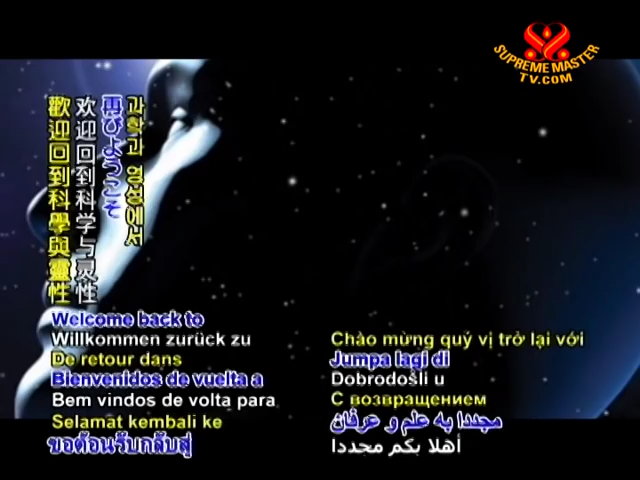 SUPREME MASTER
TV.COM
歡迎回到科學與靈性
欢迎回到科学与灵性
再びようこそ
과학과 영성에서
Welcome back to
Willkommen zurück zu
De retour dans
Bienvenidos de vuelta a
Bem vindos de volta para
Selamat kembali ke
ขอต้อนรับกลับสู่
Chào mừng quý vị trở lại với
Jumpa lagi di
Dobrodošli u
С возвращением
مجددا به علم و عرفان
أهلا بكم مجددا